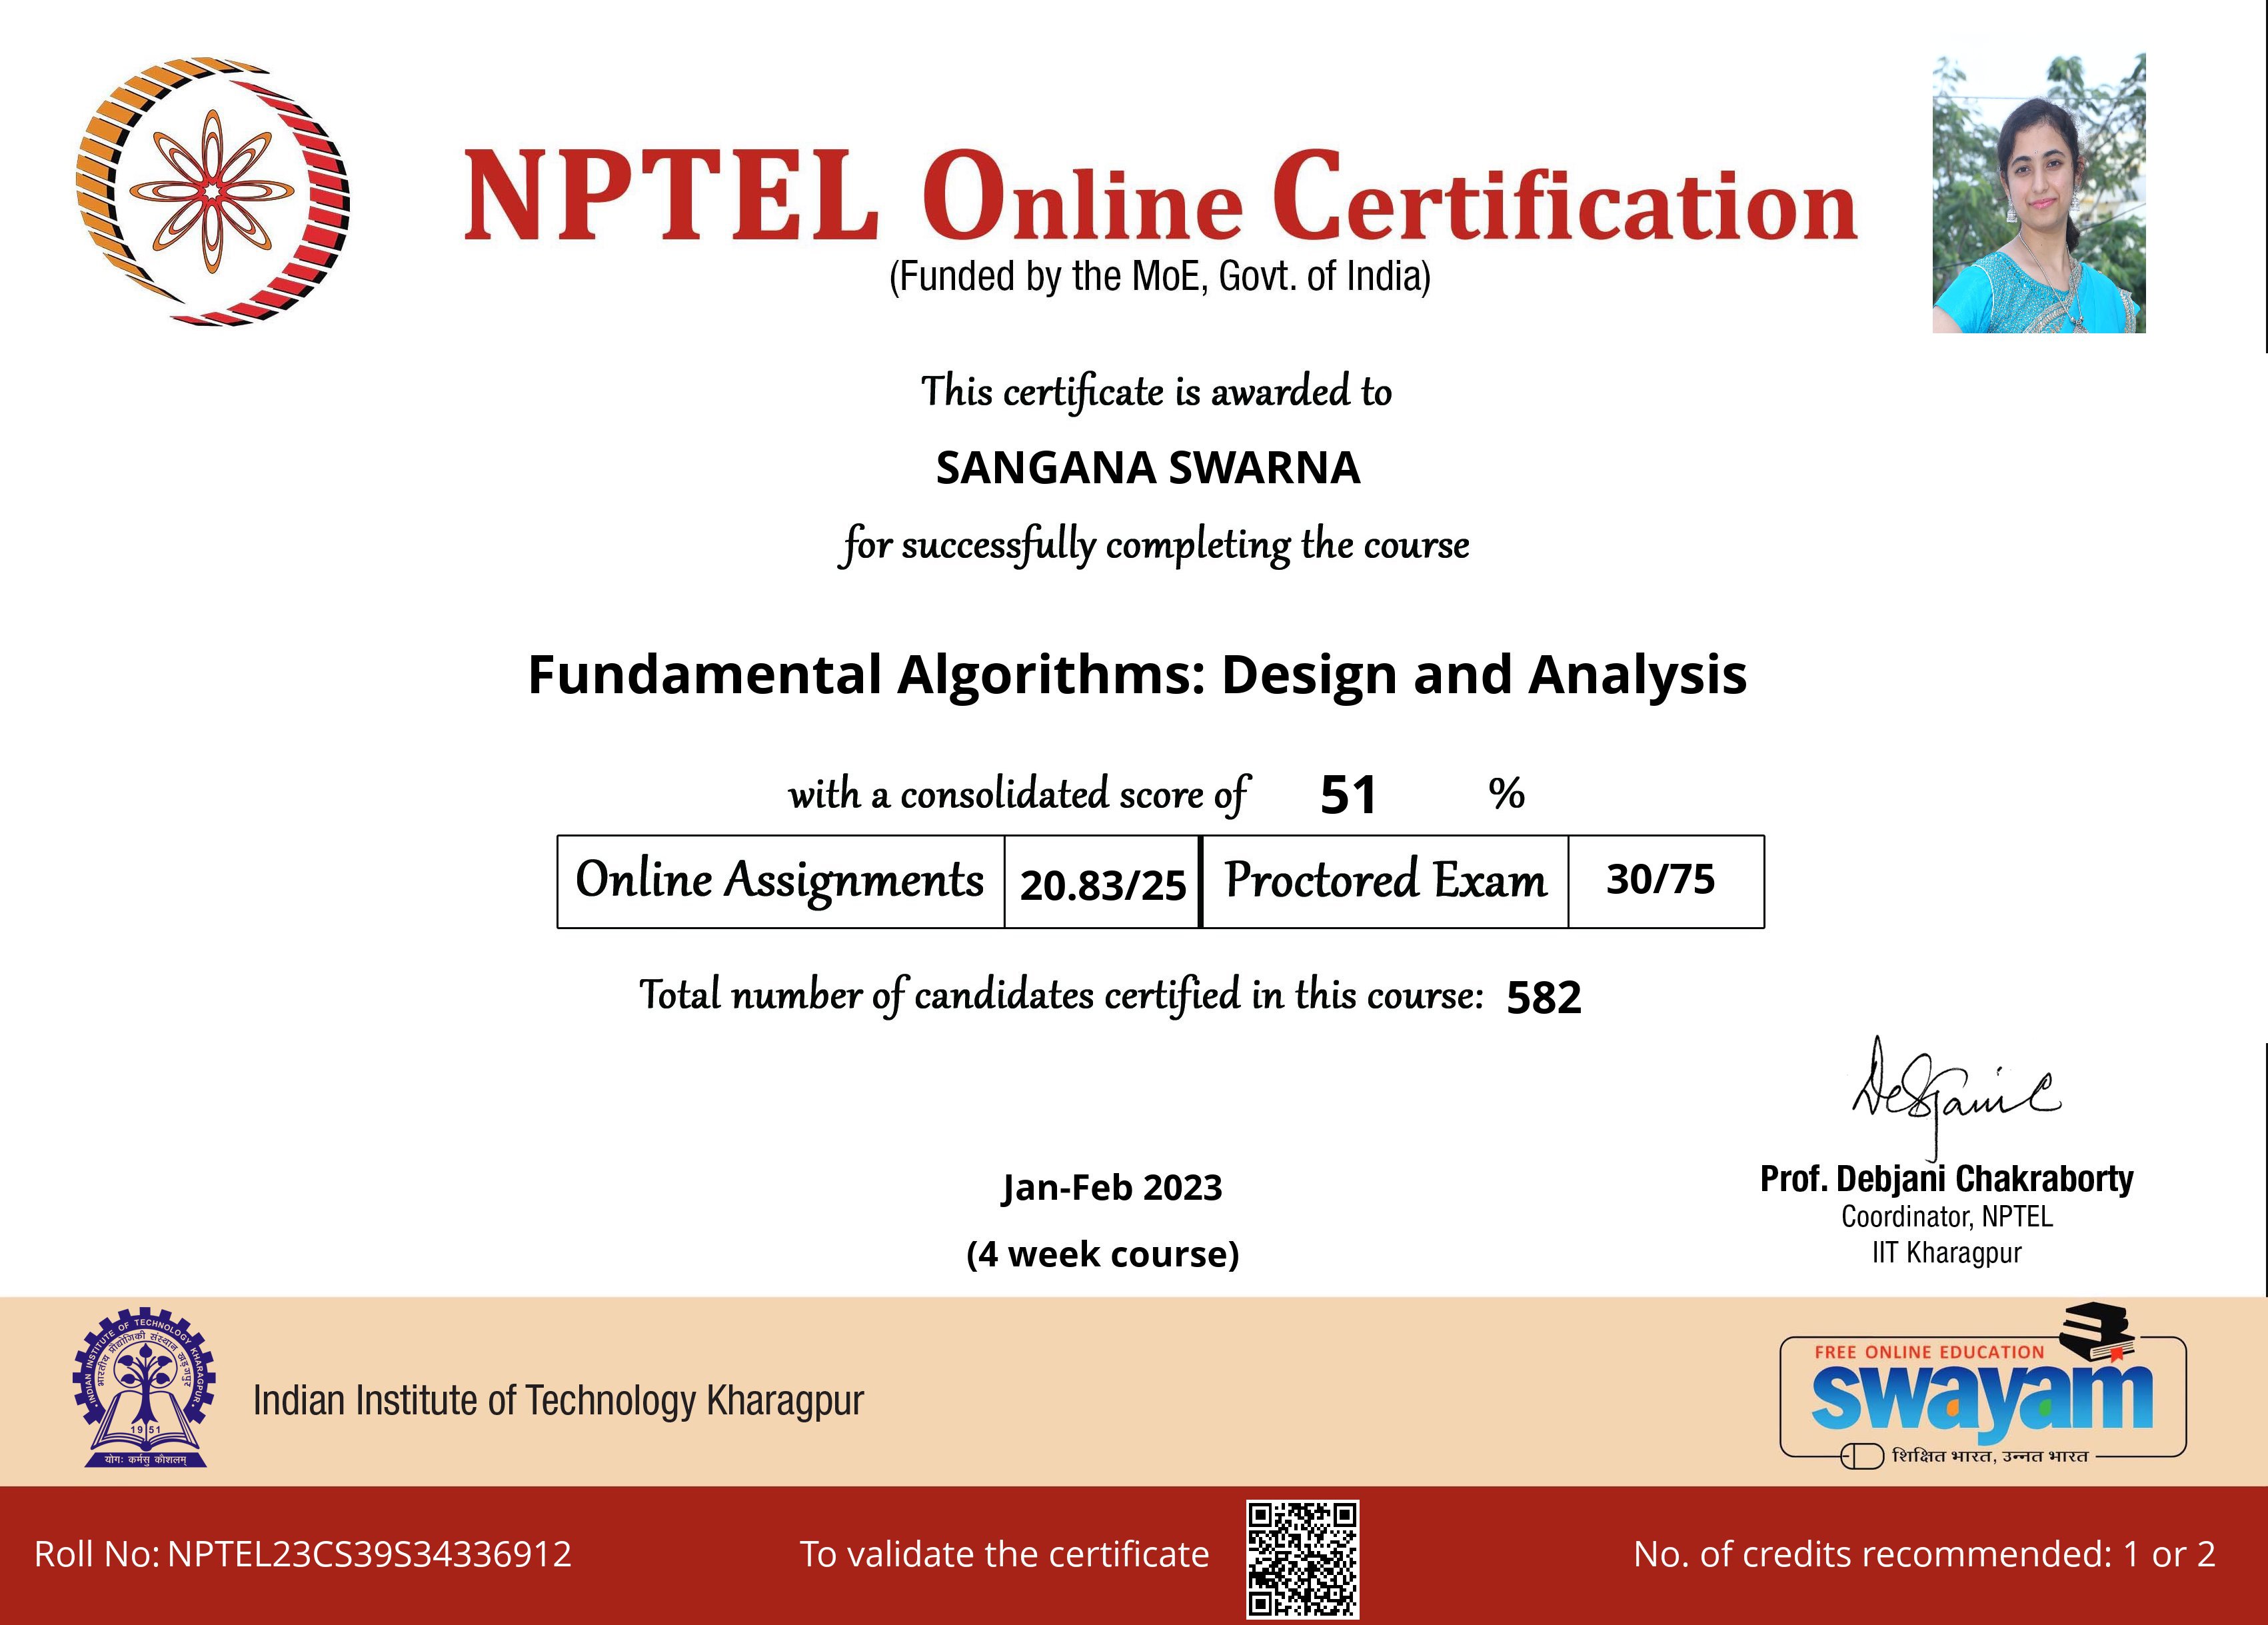 NPTEL Online Certification
(Funded by the MoE, Govt. of India)
This certificate is awarded to
SANGANA SWARNA
for successfully completing the course
Fundamental Algorithms: Design and Analysis
with a consolidated score of 51 %
Online Assignments 20.83/25 Proctored Exam 30/75
Total number of candidates certified in this course: 582
Debjani C
Jan-Feb 2023
(4 week course)
Prof. Debjani Chakraborty
Coordinator, NPTEL
IIT Kharagpur
INDIAN INSTITUTE OF TECHNOLOGY KHARAGPUR
भारतीय प्रौद्योगिकी संस्थान खड़गपुर
1951
योगः कर्मसु कौशलम्
Indian Institute of Technology Kharagpur
FREE ONLINE EDUCATION
swayam
शिक्षित भारत, उन्नत भारत
Roll No: NPTEL23CS39S34336912
To validate the certificate
No. of credits recommended: 1 or 2